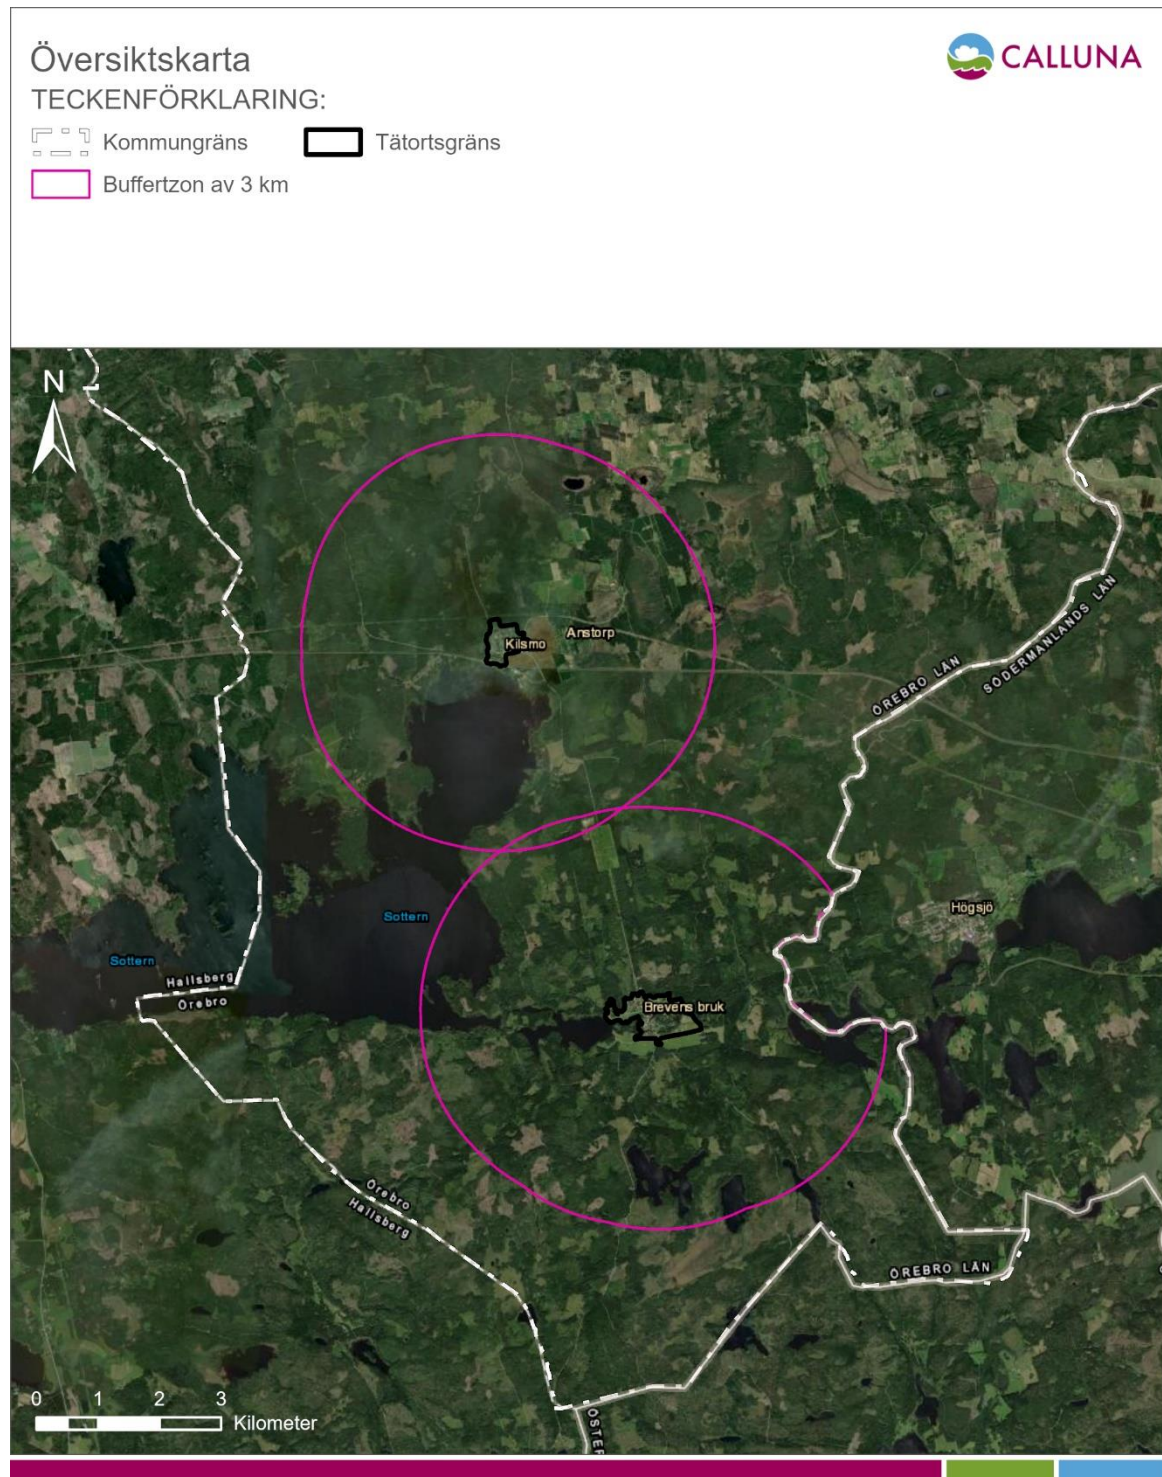 Översiktskarta
CALLUNA
TECKENFÖRKLARING:
Kommungräns
Tätortsgräns
Buffertzon av 3 km
N
Kilsmo
Anstorp
ÖREBRO LÄN
SÖDERMANLANDS LÄN
Högsjö
Sottern
Sottern
Hallsberg
Örebro
Brevens bruk
Örebro
Hallsberg
ÖREBRO LÄN
0 1 2 3
Kilometer
ÖSTER